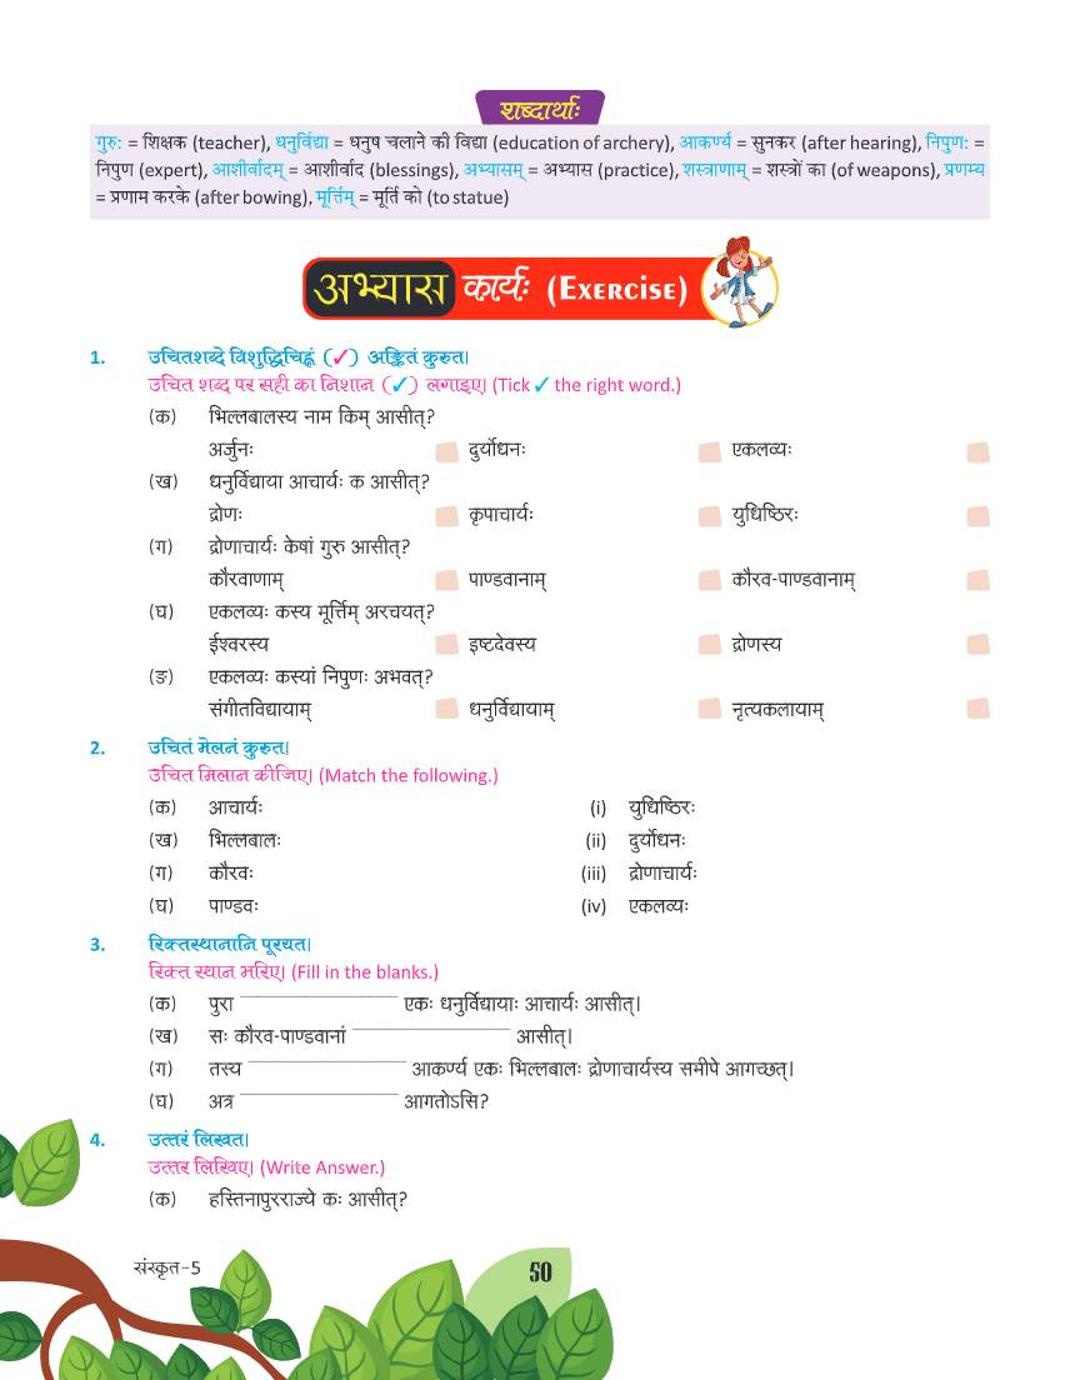 शब्दार्थाः
गुरुः = शिक्षक (teacher), धनुर्विद्या = धनुष चलाने की विद्या (education of archery), आकर्ण्य = सुनकर (after hearing), निपुणः =
निपुण (expert), आशीर्वादम् = आशीर्वाद (blessings), अभ्यासम् = अभ्यास (practice), शस्त्राणाम् = शस्त्रों का (of weapons), प्रणम्य
= प्रणाम करके (after bowing), मूर्त्तिम् = मूर्ति को (to statue)
अभ्यास कार्यः (EXERCISE)
1. उचितशब्दे विशुद्धिचिह्नं (✓) अङ्कितं कुरुत।
उचित शब्द पर सही का निशान (✓) लगाइए। (Tick ✓ the right word.)
(क) भिल्लबालस्य नाम किम् आसीत्?
अर्जुनः दुर्योधनः एकलव्यः
(ख) धनुर्विद्याया आचार्यः क आसीत्?
द्रोणः कृपाचार्यः युधिष्ठिरः
(ग) द्रोणाचार्यः केषां गुरु आसीत्?
कौरवाणाम् पाण्डवानाम् कौरव-पाण्डवानाम्
(घ) एकलव्यः कस्य मूर्त्तिम् अरचयत्?
ईश्वरस्य इष्टदेवस्य द्रोणस्य
(ङ) एकलव्यः कस्यां निपुणः अभवत्?
संगीतविद्यायाम् धनुर्विद्यायाम् नृत्यकलायाम्
2. उचितं मेलनं कुरुत।
उचित मिलान कीजिए। (Match the following.)
(क) आचार्यः (i) युधिष्ठिरः
(ख) भिल्लबालः (ii) दुर्योधनः
(ग) कौरवः (iii) द्रोणाचार्यः
(घ) पाण्डवः (iv) एकलव्यः
3. रिक्तस्थानानि पूरयत।
रिक्त स्थान भरिए। (Fill in the blanks.)
(क) पुरा ____________ एकः धनुर्विद्यायाः आचार्यः आसीत्।
(ख) सः कौरव-पाण्डवानां ____________ आसीत्।
(ग) तस्य ____________ आकर्ण्य एकः भिल्लबालः द्रोणाचार्यस्य समीपे आगच्छत्।
(घ) अत्र ____________ आगतोऽसि?
4. उत्तरं लिखत।
उत्तर लिखिए। (Write Answer.)
(क) हस्तिनापुरराज्ये कः आसीत्?
संस्कृत-5
50